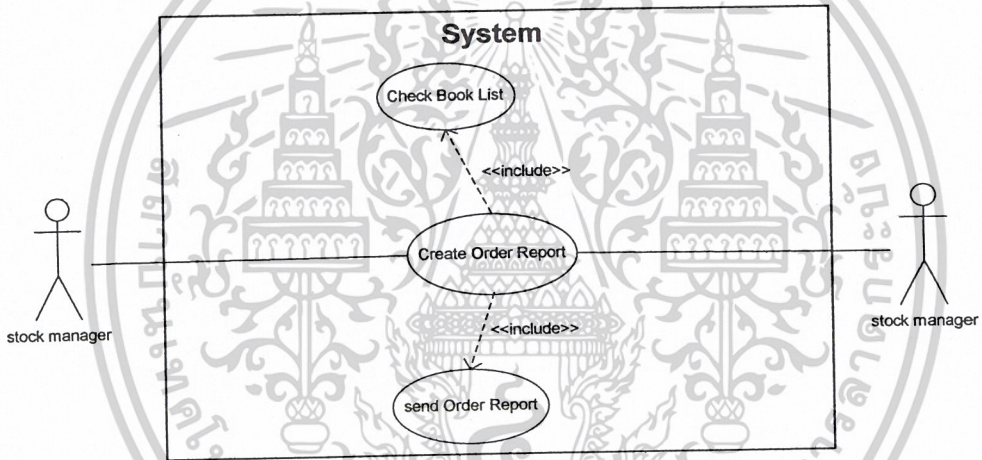 System
Check Book List
<<include>>
Create Order Report
stock manager
stock manager
<<include>>
send Order Report